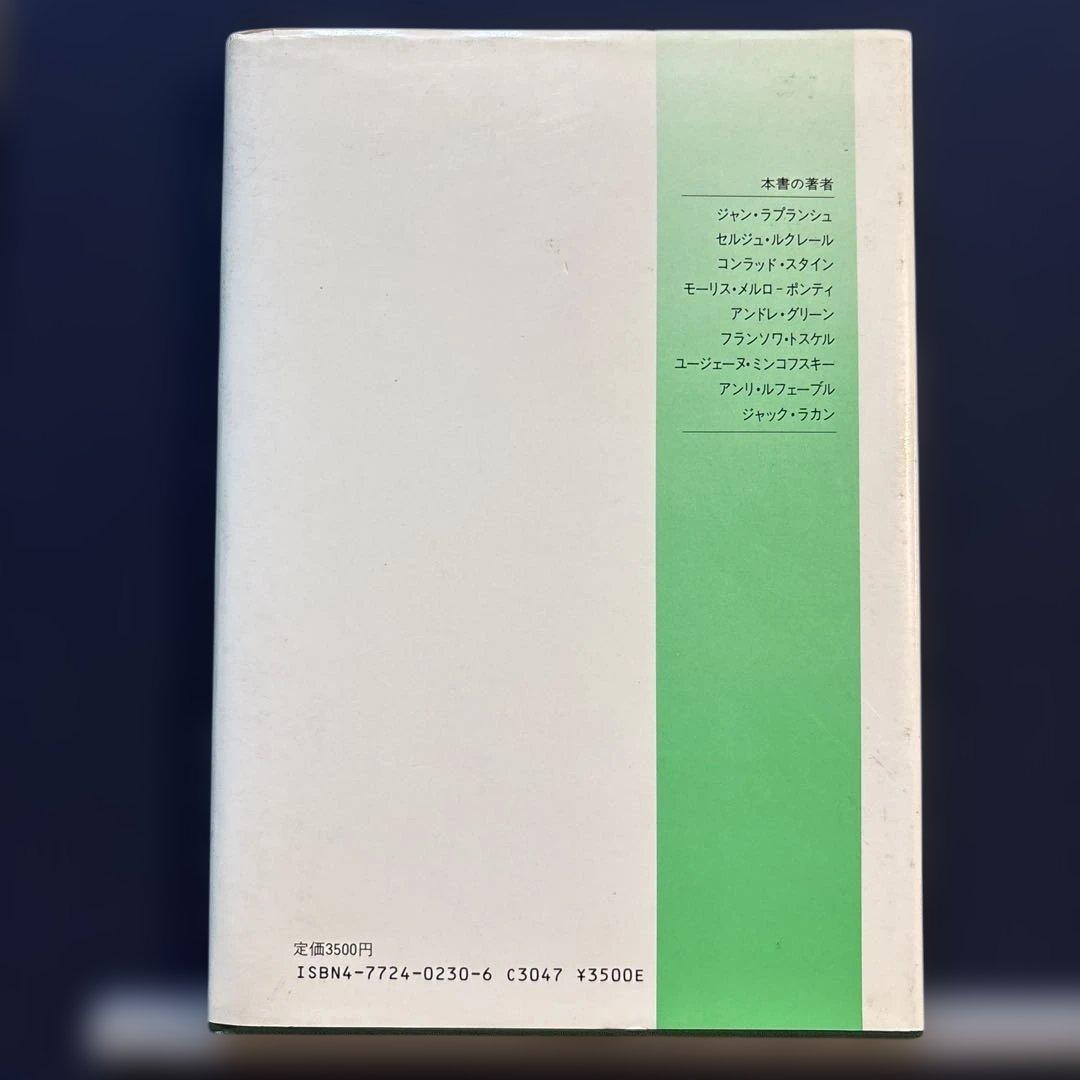 本書の著者
ジャン・ラプランシュ
セルジュ・ルクレール
コンラッド・スタイン
モーリス・メルロ-ポンティ
アンドレ・グリーン
フランソワ・トスケル
ユージェーヌ・ミンコフスキー
アンリ・ルフェーブル
ジャック・ラカン
定価3500円
ISBN4-7724-0230-6 C3047 ¥3500E